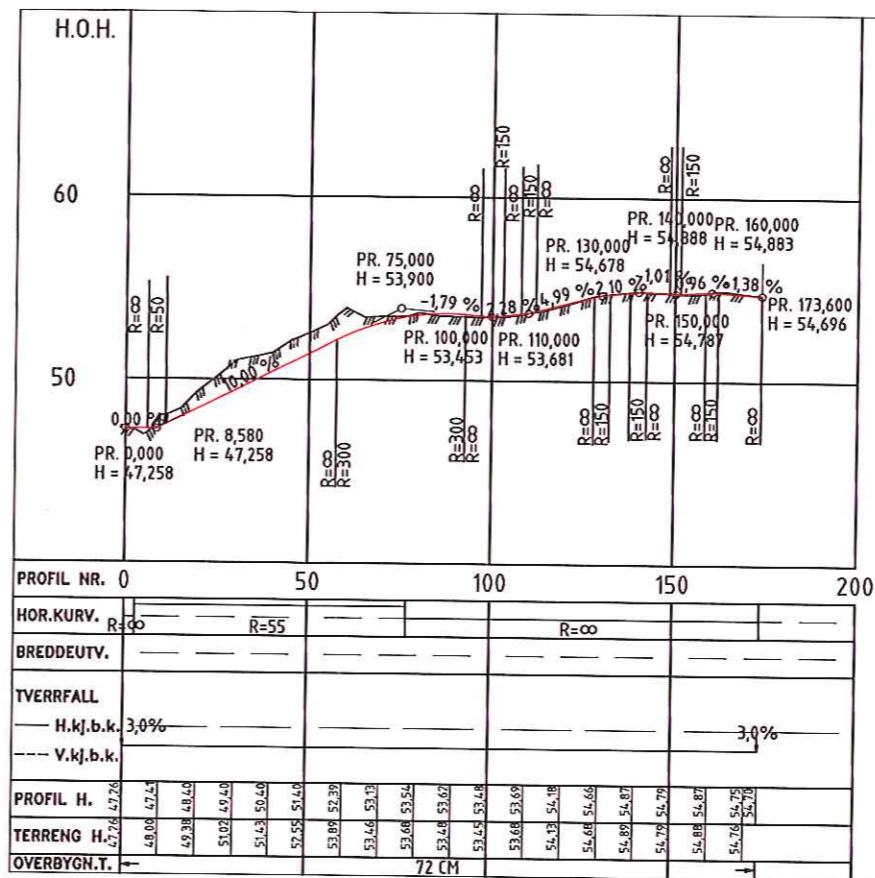 H.O.H.
60
50
R=∞
R=50
R=∞
R=150
R=∞
R=150
R=∞
R=∞
R=150
PR. 75,000
H = 53,900
PR. 130,000
H = 54,678
PR. 140,000
H = 54,888
PR. 160,000
H = 54,883
0,00 %
10,00 %
-1,79 %
2,28 %
4,99 %
2,10 %
-1,01 %
0,96 %
-1,38 %
PR. 173,600
H = 54,696
PR. 100,000
H = 53,453
PR. 110,000
H = 53,681
PR. 150,000
H = 54,787
PR. 0,000
H = 47,258
PR. 8,580
H = 47,258
R=∞
R=300
R=300
R=∞
R=∞
R=150
R=150
R=∞
R=∞
R=150
R=∞
PROFIL NR. 0 50 100 150 200
HOR.KURV. R=∞ R=55 R=∞
BREDDEUTV.
TVERRFALL
H.kj.b.k. 3,0% 3,0%
V.kj.b.k.
PROFIL H. 47,26 47,41 48,40 49,40 50,40 51,40 52,39 53,13 53,54 53,62 53,48 53,69 54,18 54,66 54,87 54,79 54,87 54,75 54,70
TERRENG H. 47,26 48,00 49,38 51,02 51,43 52,55 53,89 53,46 53,68 53,48 53,45 53,68 54,13 54,68 54,89 54,79 54,88 54,76
OVERBYGN.T. 72 CM